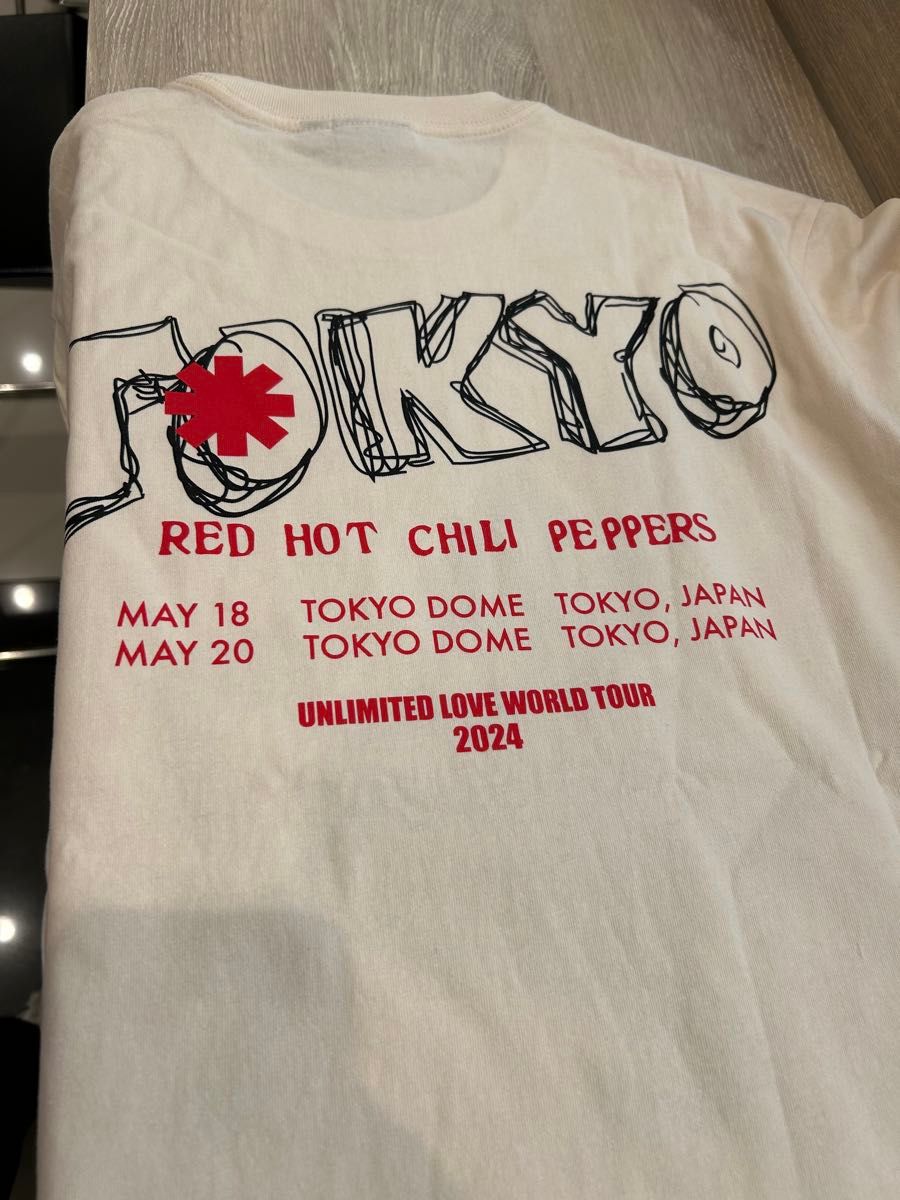 TOKYO
RED HOT CHILI PEPPERS
MAY 18 TOKYO DOME TOKYO, JAPAN
MAY 20 TOKYO DOME TOKYO, JAPAN
UNLIMITED LOVE WORLD TOUR
2024